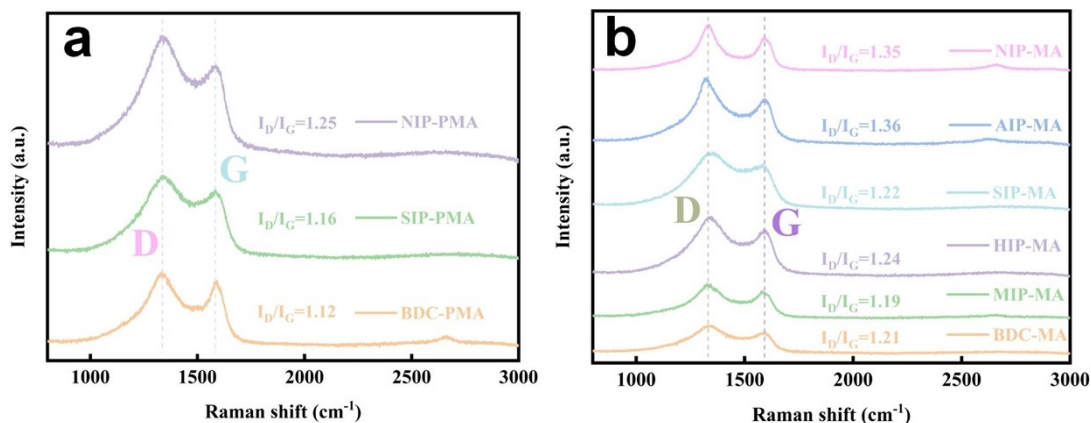 a
I_D/I_G=1.25 NIP-PMA
G
I_D/I_G=1.16 SIP-PMA
D
I_D/I_G=1.12 BDC-PMA
Intensity (a.u.)
1000 1500 2000 2500 3000
Raman shift (cm⁻¹)
b
I_D/I_G=1.35 NIP-MA
I_D/I_G=1.36 AIP-MA
I_D/I_G=1.22 SIP-MA
D
G
I_D/I_G=1.24 HIP-MA
I_D/I_G=1.19 MIP-MA
I_D/I_G=1.21 BDC-MA
Intensity (a.u.)
1000 1500 2000 2500 3000
Raman shift (cm⁻¹)